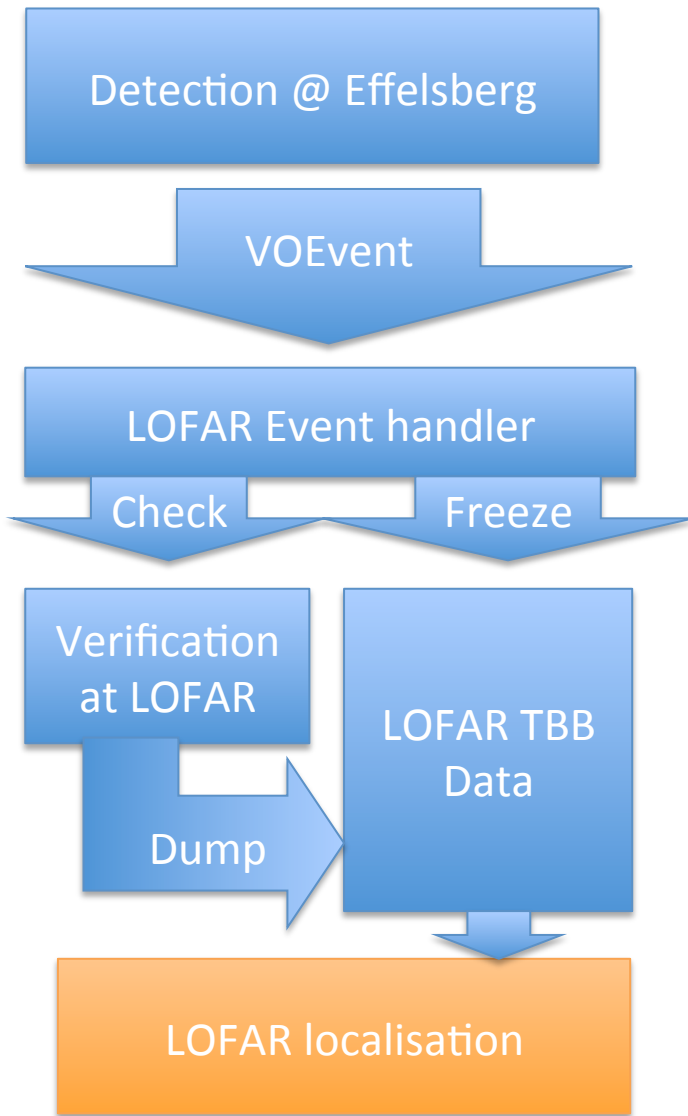 Detection @ Effelsberg
VOEvent
LOFAR Event handler
Check
Freeze
Verification
at LOFAR
LOFAR TBB
Data
Dump
LOFAR localisation